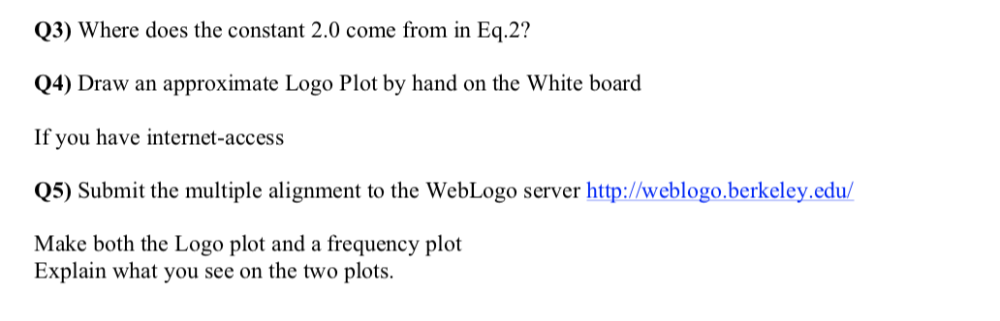 Q3) Where does the constant 2.0 come from in Eq.2?
Q4) Draw an approximate Logo Plot by hand on the White board
If you have internet-access
Q5) Submit the multiple alignment to the WebLogo server http://weblogo.berkeley.edu/
Make both the Logo plot and a frequency plot
Explain what you see on the two plots.